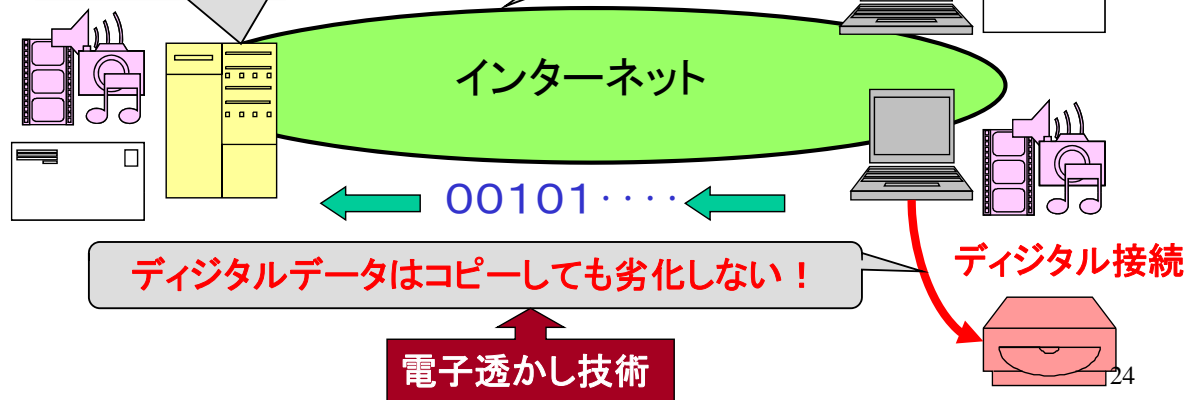 インターネット
00101････
ディジタル接続
ディジタルデータはコピーしても劣化しない！
電子透かし技術
24